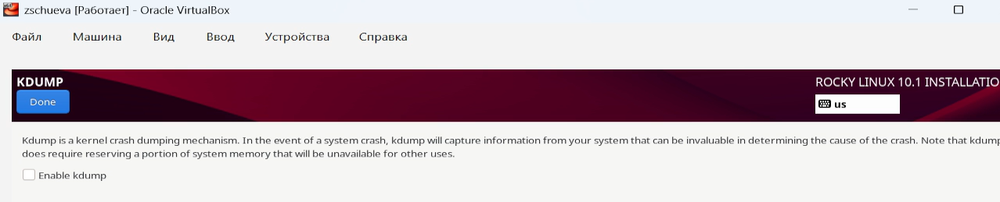 zschueva [Работает] - Oracle VirtualBox
Файл Машина Вид Ввод Устройства Справка
KDUMP
ROCKY LINUX 10.1 INSTALLATIO
Done
us
Kdump is a kernel crash dumping mechanism. In the event of a system crash, kdump will capture information from your system that can be invaluable in determining the cause of the crash. Note that kdump
does require reserving a portion of system memory that will be unavailable for other uses.
Enable kdump